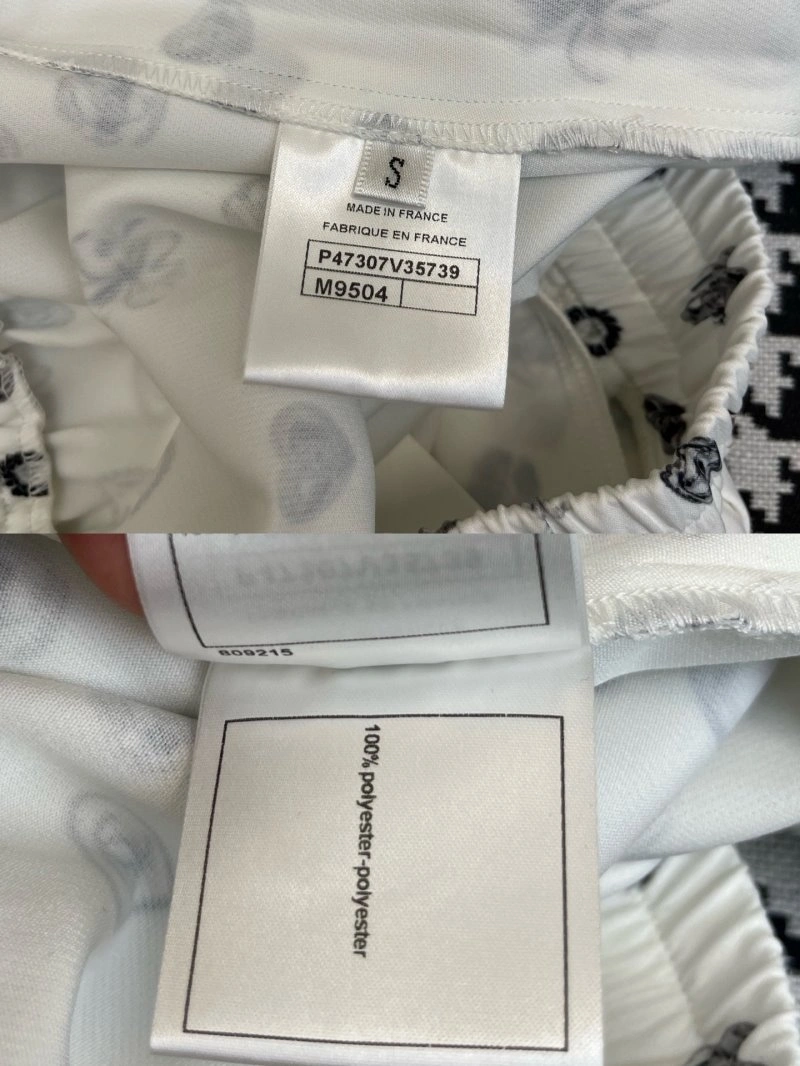 S
MADE IN FRANCE
FABRIQUE EN FRANCE
P47307V35739
M9504
809215
100% polyester-polyester